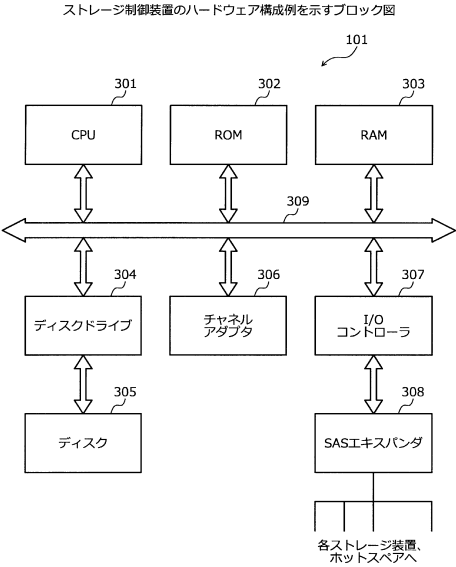 ストレージ制御装置のハードウェア構成例を示すブロック図
101
301
302
303
CPU
ROM
RAM
309
304
306
307
ディスクドライブ
チャネル
アダプタ
I/O
コントローラ
305
308
ディスク
SASエキスパンダ
各ストレージ装置、
ホットスペアへ